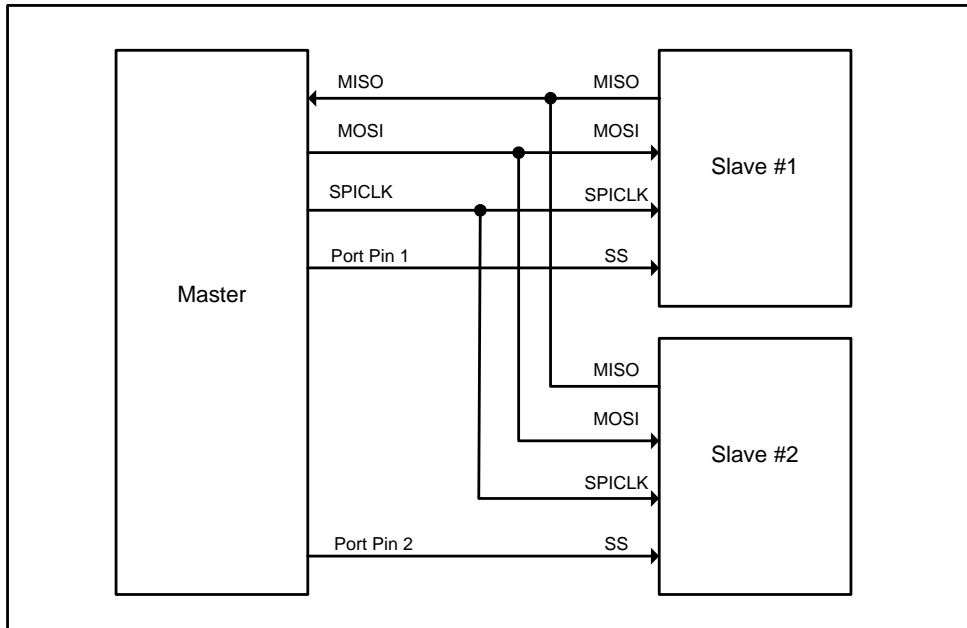 MISO MISO
MOSI MOSI
Slave #1
SPICLK SPICLK
Port Pin 1 SS
Master
MISO
MOSI
Slave #2
SPICLK
Port Pin 2 SS